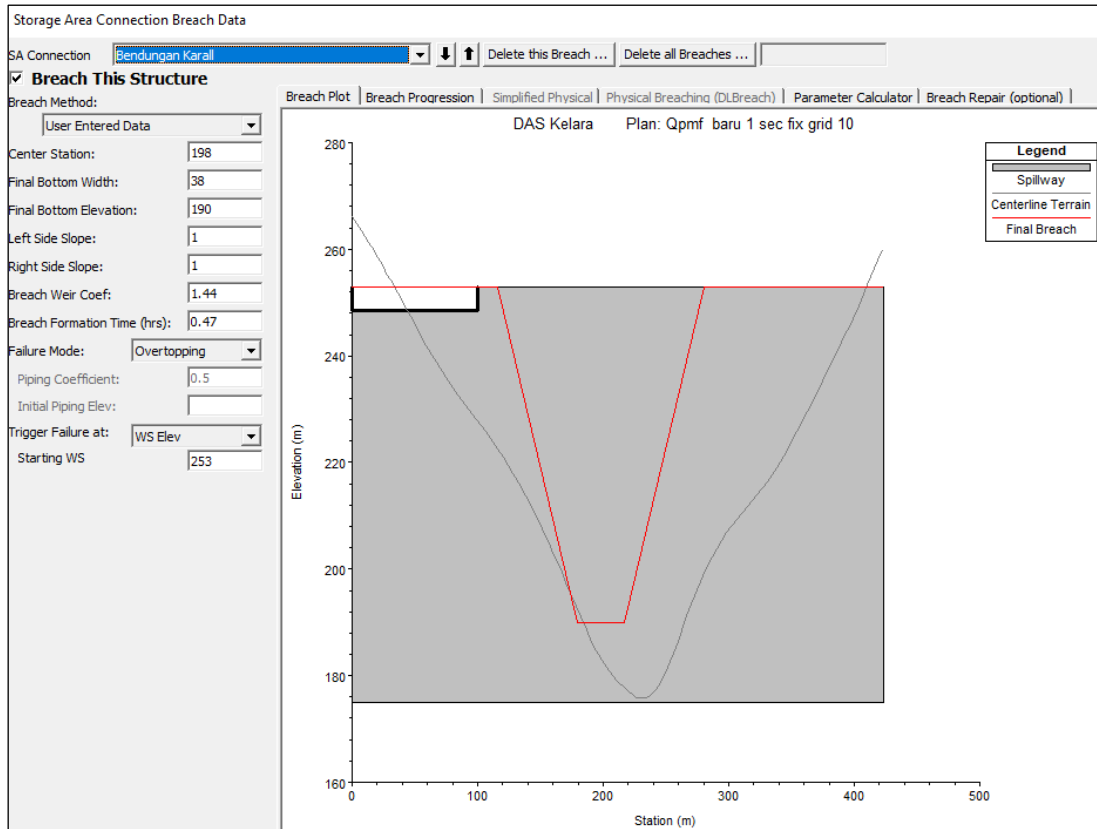 Storage Area Connection Breach Data
SA Connection Bendungan Karall Delete this Breach ... Delete all Breaches ...
Breach This Structure
Breach Method:
User Entered Data
Center Station: 198
Final Bottom Width: 38
Final Bottom Elevation: 190
Left Side Slope: 1
Right Side Slope: 1
Breach Weir Coef: 1.44
Breach Formation Time (hrs): 0.47
Failure Mode: Overtopping
Piping Coefficient: 0.5
Initial Piping Elev:
Trigger Failure at: WS Elev
Starting WS 253
Breach Plot Breach Progression Simplified Physical Physical Breaching (DLBreach) Parameter Calculator Breach Repair (optional)
DAS Kelara Plan: Qpmf baru 1 sec fix grid 10
280
260
240
220
200
180
160
Elevation (m)
0 100 200 300 400 500
Station (m)
Legend
Spillway
Centerline Terrain
Final Breach